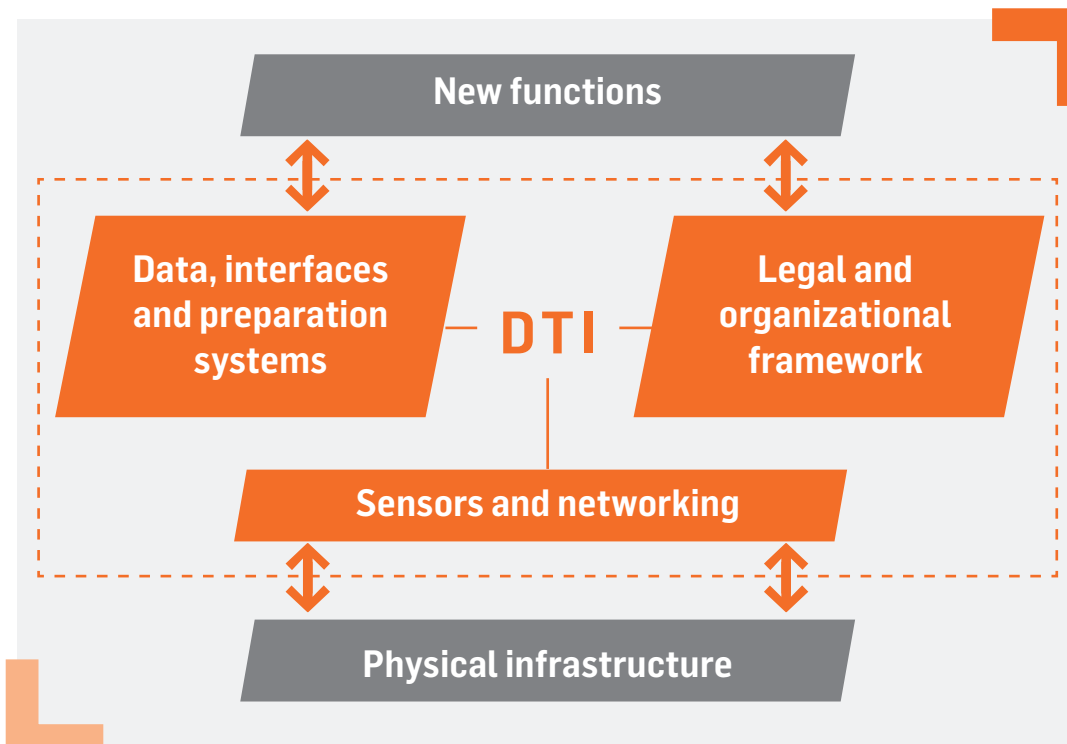 New functions
Data, interfaces
and preparation
systems
DTI
Legal and
organizational
framework
Sensors and networking
Physical infrastructure